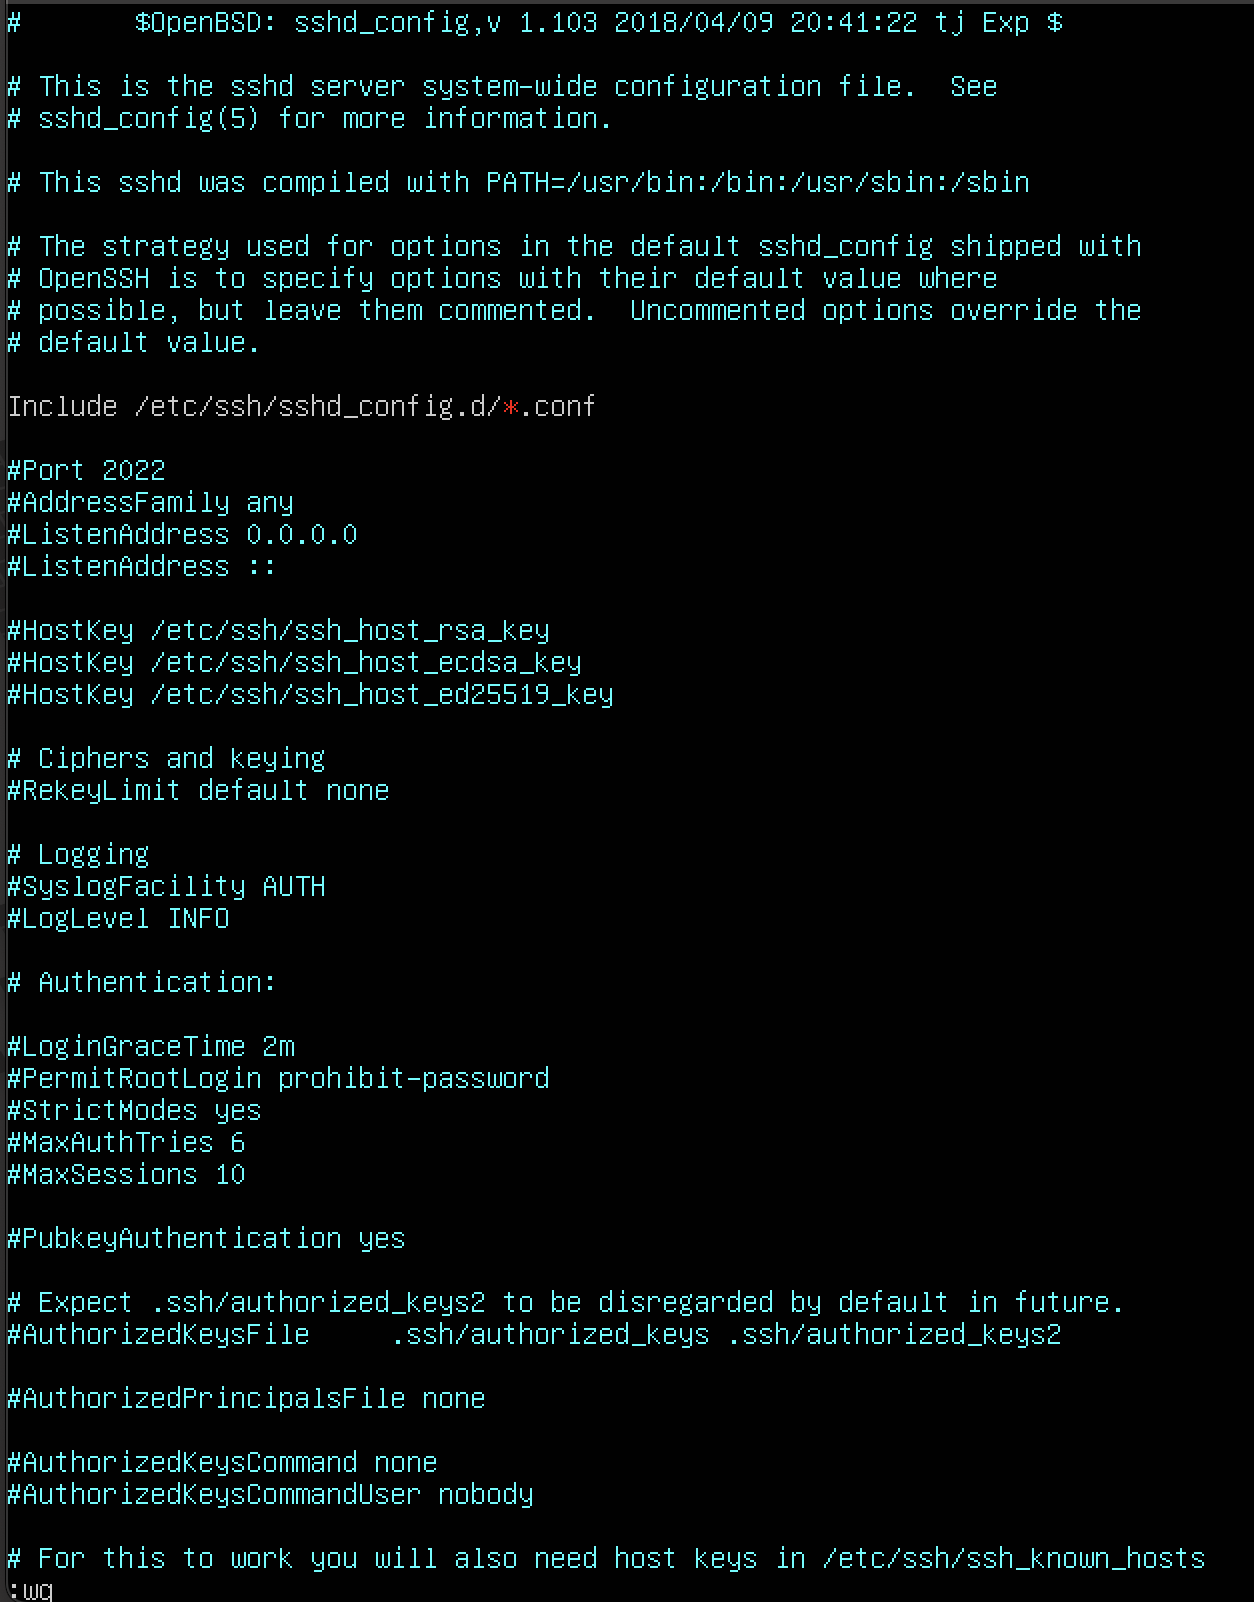 #       $OpenBSD: sshd_config,v 1.103 2018/04/09 20:41:22 tj Exp $
# This is the sshd server system-wide configuration file.  See
# sshd_config(5) for more information.
# This sshd was compiled with PATH=/usr/bin:/bin:/usr/sbin:/sbin
# The strategy used for options in the default sshd_config shipped with
# OpenSSH is to specify options with their default value where
# possible, but leave them commented.  Uncommented options override the
# default value.
Include /etc/ssh/sshd_config.d/*.conf
#Port 2022
#AddressFamily any
#ListenAddress 0.0.0.0
#ListenAddress ::
#HostKey /etc/ssh/ssh_host_rsa_key
#HostKey /etc/ssh/ssh_host_ecdsa_key
#HostKey /etc/ssh/ssh_host_ed25519_key
# Ciphers and keying
#RekeyLimit default none
# Logging
#SyslogFacility AUTH
#LogLevel INFO
# Authentication:
#LoginGraceTime 2m
#PermitRootLogin prohibit-password
#StrictModes yes
#MaxAuthTries 6
#MaxSessions 10
#PubkeyAuthentication yes
# Expect .ssh/authorized_keys2 to be disregarded by default in future.
#AuthorizedKeysFile     .ssh/authorized_keys .ssh/authorized_keys2
#AuthorizedPrincipalsFile none
#AuthorizedKeysCommand none
#AuthorizedKeysCommandUser nobody
# For this to work you will also need host keys in /etc/ssh/ssh_known_hosts
:wq